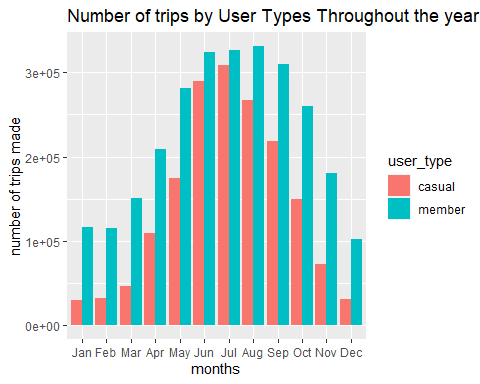 Number of trips by User Types Throughout the year
number of trips made
3e+05
2e+05
1e+05
0e+00
Jan Feb Mar Apr May Jun Jul Aug Sep Oct Nov Dec
months
user_type
casual
member